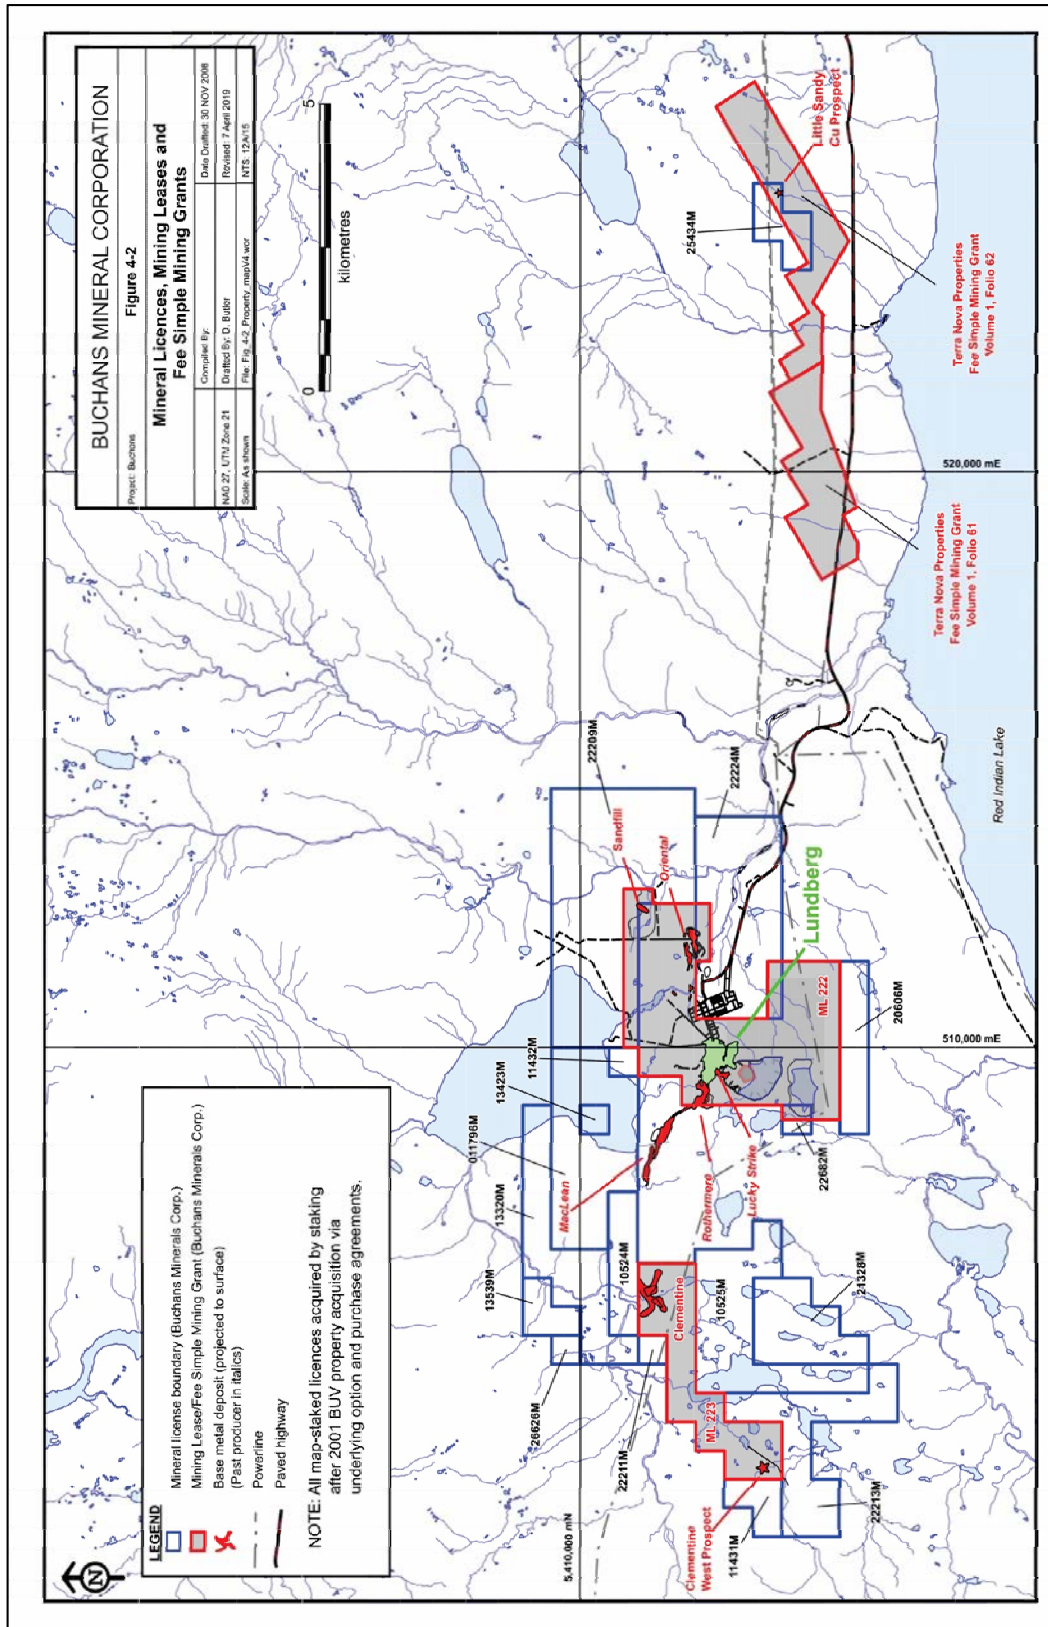 BUCHANS MINERAL CORPORATION
Project: Buchans
Figure 4-2
Mineral Licences, Mining Leases and
Fee Simple Mining Grants
Compiled By:
Date Drafted: 30 NOV 2008
NAD 27, UTM Zone 21
Drafted By: D. Butler
Revised: 7 April 2019
Scale: As shown
File: Fig_4-2_Property_mapV4.wor
NTS: 12A/15
0
5
kilometres
LEGEND
Mineral license boundary (Buchans Minerals Corp.)
Mining Lease/Fee Simple Mining Grant (Buchans Minerals Corp.)
Base metal deposit (projected to surface)
(Past producer in italics)
Powerline
Paved highway
NOTE: All map-staked licences acquired by staking
after 2001 BUV property acquisition via
underlying option and purchase agreements.
N
5,410,000 mN
26626M
13539M
13320M
011796M
13423M
11432M
22209M
22224M
Sandfill
Oriental
Lundberg
MacLean
Rothermere
Lucky Strike
10524M
22211M
Clementine
10525M
ML 223
Clementine
West Prospect
11431M
22213M
21328M
22682M
ML 222
20606M
510,000 mE
520,000 mE
Red Indian Lake
25434M
Little Sandy
Cu Prospect
Terra Nova Properties
Fee Simple Mining Grant
Volume 1, Folio 62
Terra Nova Properties
Fee Simple Mining Grant
Volume 1, Folio 61